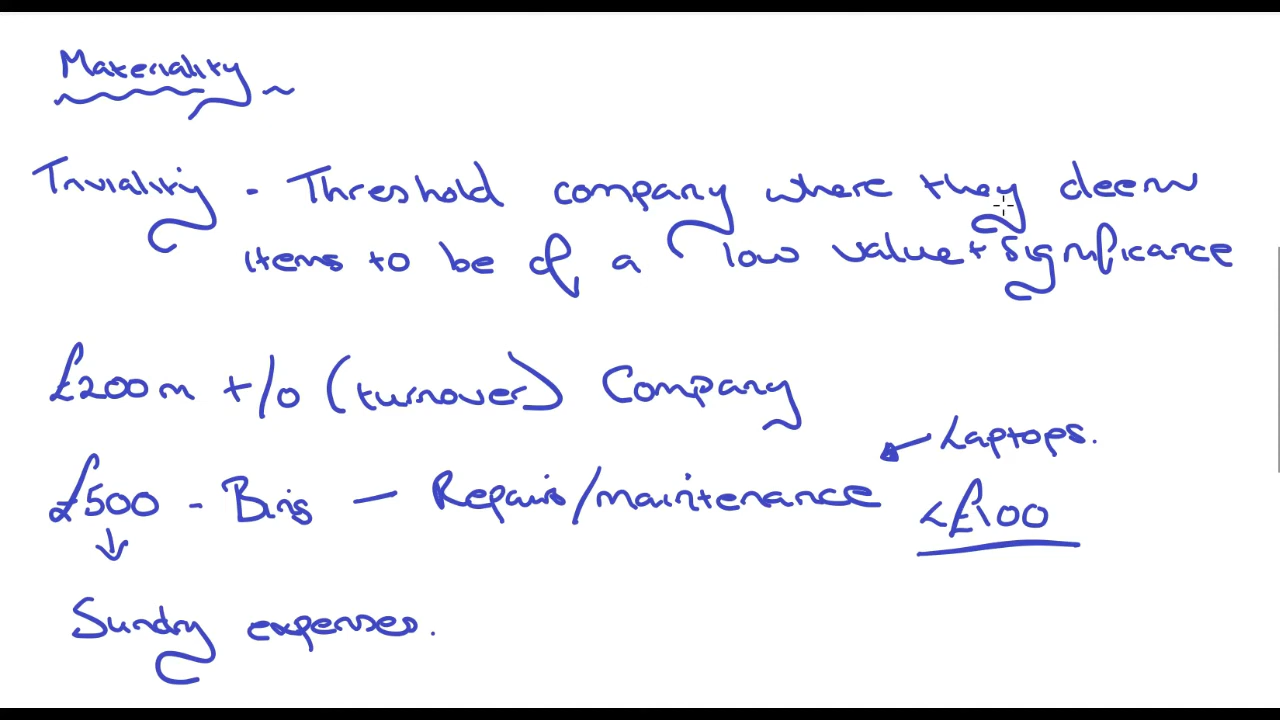 Materiality
Triviality - Threshold company where they deem
items to be of a low value + significance
£200m t/o (turnover) Company
Laptops.
£500 - Bins - Repairs/maintenance
<£100
Sundry expenses.